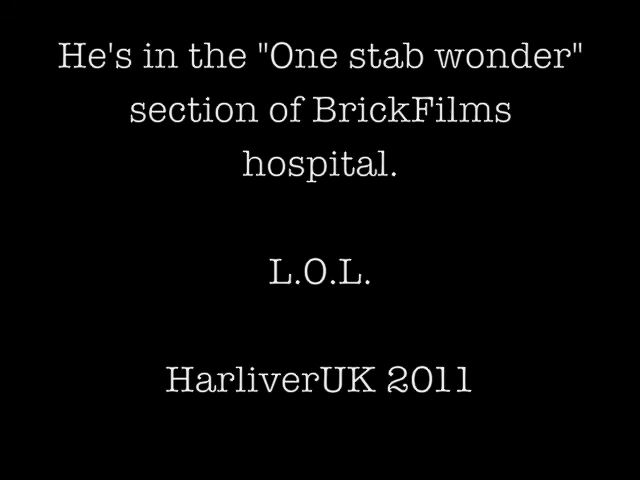 He's in the "One stab wonder"
section of BrickFilms
hospital.
L.O.L.
HarliverUK 2011